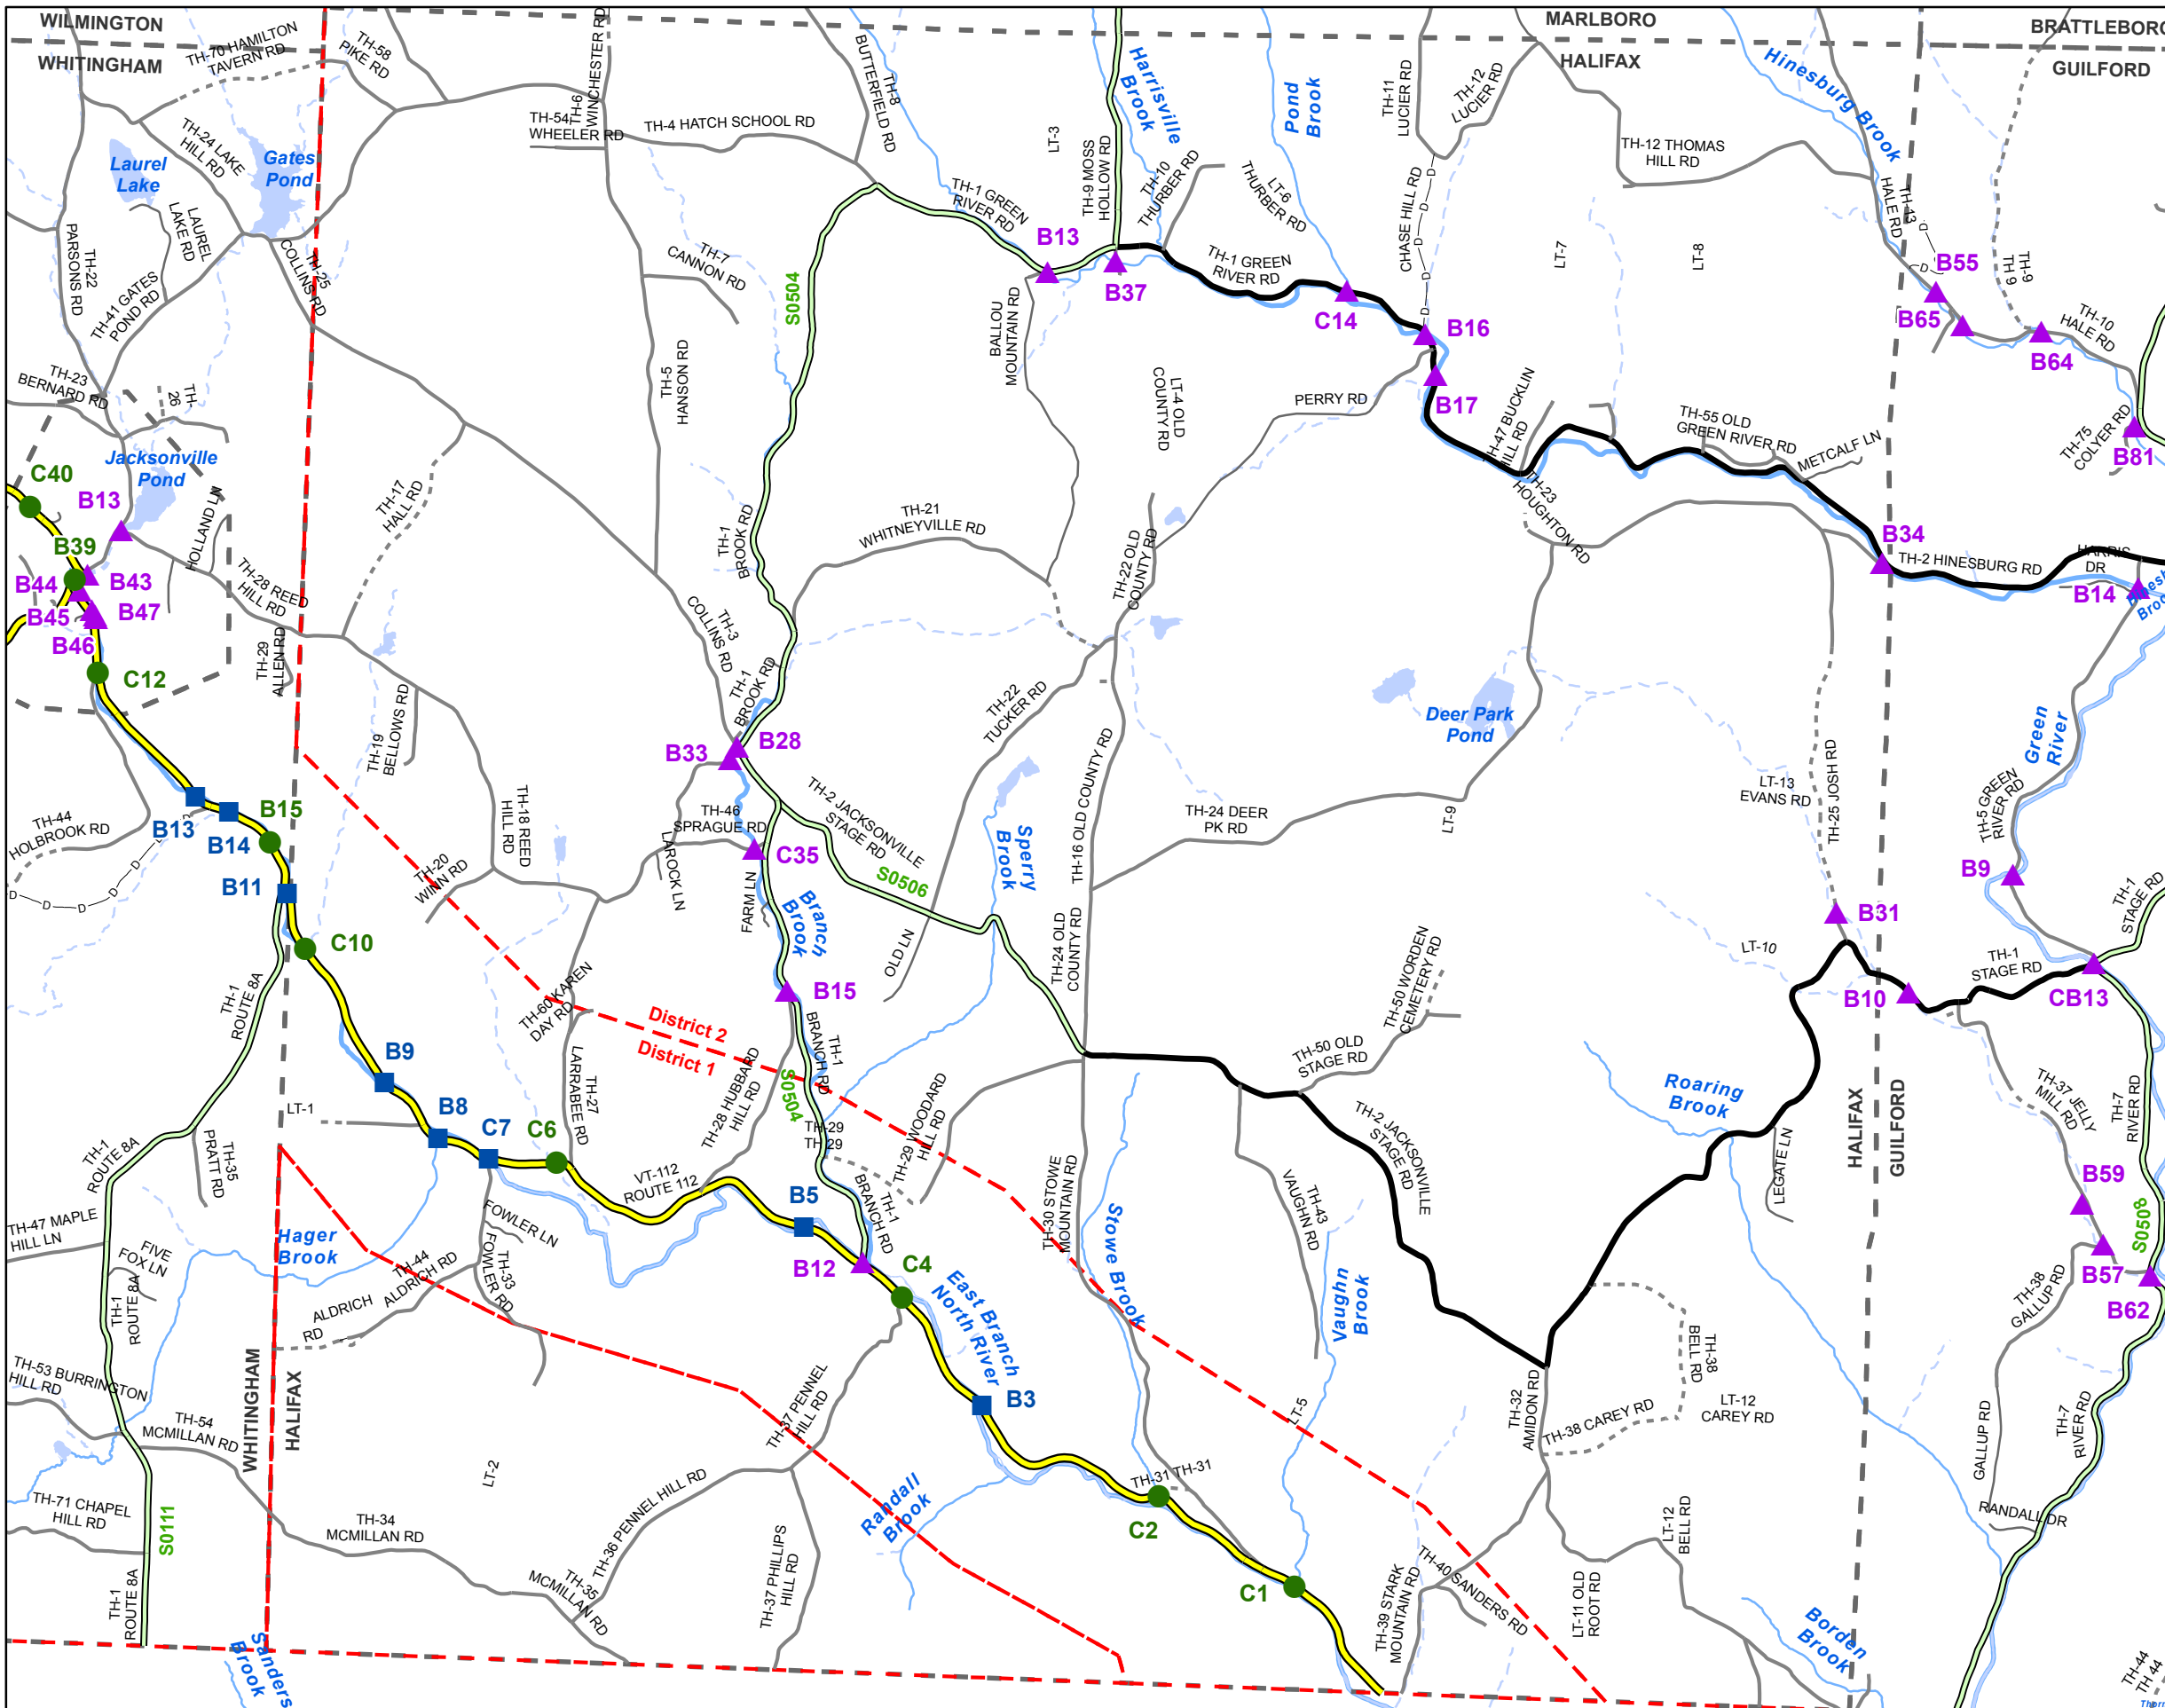 WILMINGTON
WHITINGHAM
MARLBORO
HALIFAX
BRATTLEBORO
GUILFORD
TH-70 HAMILTON
TAVERN RD
TH-58
PIKE RD
TH-6
WINCHESTER RD
TH-54
WHEELER RD
TH-4 HATCH SCHOOL RD
TH-8
BUTTERFIELD RD
Harrisville
Brook
Pond
Brook
TH-11
LUCIER RD
TH-12
LUCIER RD
TH-12 THOMAS
HILL RD
Hinesburg Brook
TH-24 LAKE
HILL RD
Laurel
Lake
Gates
Pond
LAUREL
LAKE RD
TH-22
PARSONS RD
TH-41 GATES
POND RD
TH-25
COLLINS RD
TH-7
CANNON RD
S0504
TH-1 GREEN
RIVER RD
LT-3
TH-9 MOSS
HOLLOW RD
TH-10
THURBER RD
LT-6
THURBER RD
B13
B37
TH-1 GREEN
RIVER RD
C14
CHASE HILL RD
D
D
D
D
B16
B17
LT-7
LT-8
TH-43
HALE RD
D
D
B55
B65
TH-9
TH 9
B64
TH-10
HALE RD
TH-75
COLYER RD
B81
TH-23
BERNARD RD
TH-
26
Jacksonville
Pond
C40
B13
B39
B43
B44
B45
B47
B46
C12
HOLLAND LN
TH-28 REED
HILL RD
TH-29
ALLEN RD
TH-17
HALL RD
TH-5
HANSON RD
TH-1
BROOK RD
BALLOU
MOUNTAIN RD
LT-4 OLD
COUNTY RD
PERRY RD
TH-47 BUCKLIN
HILL RD
TH-55 OLD
GREEN RIVER RD
METCALF LN
TH-23
HOUGHTON RD
TH-21
WHITNEYVILLE RD
TH-22 OLD
COUNTY RD
B34
TH-2 HINESBURG RD
HARRIS
DR
B14
Brook
TH-3
COLLINS RD
TH-1
BROOK RD
TH-19
BELLOWS RD
B33
B28
TH-22
TUCKER RD
Deer Park
Pond
Green
River
TH-44
HOLBROOK RD
D
D
D
D
D
B13
B14
B15
B11
C10
TH-18 REED
HILL RD
TH-20
WINN RD
TH-46
SPRAGUE RD
LAROCK LN
C35
FARM LN
Branch
Brook
TH-2 JACKSONVILLE
STAGE RD
S0506
OLD LN
Sperry
Brook
TH-16 OLD COUNTY RD
TH-24 DEER
PK RD
LT-9
LT-13
EVANS RD
TH-25 JOSH RD
TH-5 GREEN
RIVER RD
B9
B31
LT-10
TH-1
STAGE RD
TH-1
STAGE RD
CB13
B10
TH-24 OLD
COUNTY RD
TH-50 WORDEN
CEMETERY RD
TH-50 OLD
STAGE RD
TH-1
ROUTE 8A
TH-60 KAREN
DAY RD
District 2
District 1
B15
TH-1
BRANCH RD
S0504
B9
B8
C7
C6
LT-1
TH-27
LARRABEE RD
TH-28 HUBBARD
HILL RD
TH-29
TH 29
TH-29 WOODARD
HILL RD
TH-2 JACKSONVILLE
STAGE RD
Roaring
Brook
HALIFAX
GUILFORD
TH-37 JELLY
MILL RD
TH-7
RIVER RD
TH-1
ROUTE 8A
TH-35
PRATT RD
VT-112
ROUTE 112
B5
TH-1
BRANCH RD
B12
C4
TH-30 STOWE
MOUNTAIN RD
Stowe Brook
TH-43
VAUGHN RD
Vaughn
Brook
LEGATE LN
B59
B57
B62
S0508
TH-38
GALLUP RD
TH-47 MAPLE
HILL LN
FIVE
FOX LN
TH-1
ROUTE 8A
Hager
Brook
FOWLER LN
TH-33
FOWLER RD
TH-44
ALDRICH RD
ALDRICH
RD
East Branch
North River
B3
TH-53 BURRINGTON
HILL RD
TH-54
MCMILLAN RD
WHITINGHAM
HALIFAX
TH-37 PENNEL
HILL RD
LT-5
TH-32
AMIDON RD
TH-38 CAREY RD
TH-38
BELL RD
LT-12
CAREY RD
GALLUP RD
TH-7
RIVER RD
LT-2
TH-31 TH-31
C2
Randall
Brook
TH-71 CHAPEL
HILL RD
S0111
TH-34
MCMILLAN RD
TH-36 PENNEL HILL RD
TH-37 PHILLIPS
HILL RD
TH-35
MCMILLAN RD
C1
TH-39 STARK
MOUNTAIN RD
TH-40 SANDERS RD
LT-12
BELL RD
LT-11 OLD
ROOT RD
RANDALL DR
TH-1
ROUTE 8A
Sanders
Brook
Borden
Brook
TH-44
TH 44